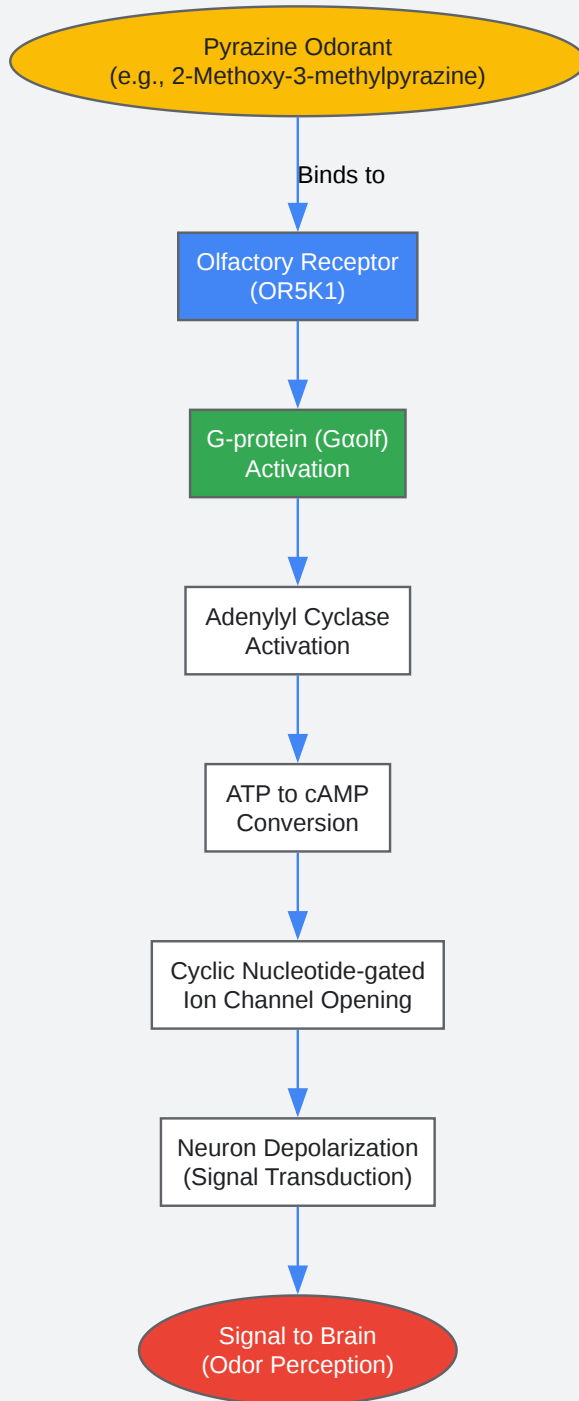 Pyrazine Odorant
(e.g., 2-Methoxy-3-methylpyrazine)
Binds to
Olfactory Receptor
(OR5K1)
G-protein (Gαolf)
Activation
Adenylyl Cyclase
Activation
ATP to cAMP
Conversion
Cyclic Nucleotide-gated
Ion Channel Opening
Neuron Depolarization
(Signal Transduction)
Signal to Brain
(Odor Perception)